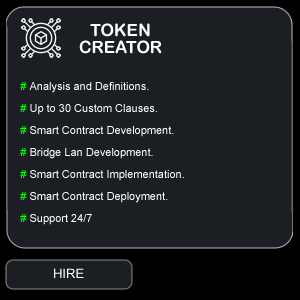 TOKEN
CREATOR
# Analysis and Definitions.
# Up to 30 Custom Clauses.
# Smart Contract Development.
# Bridge Lan Development.
# Smart Contract Implementation.
# Smart Contract Deployment.
# Support 24/7
HIRE